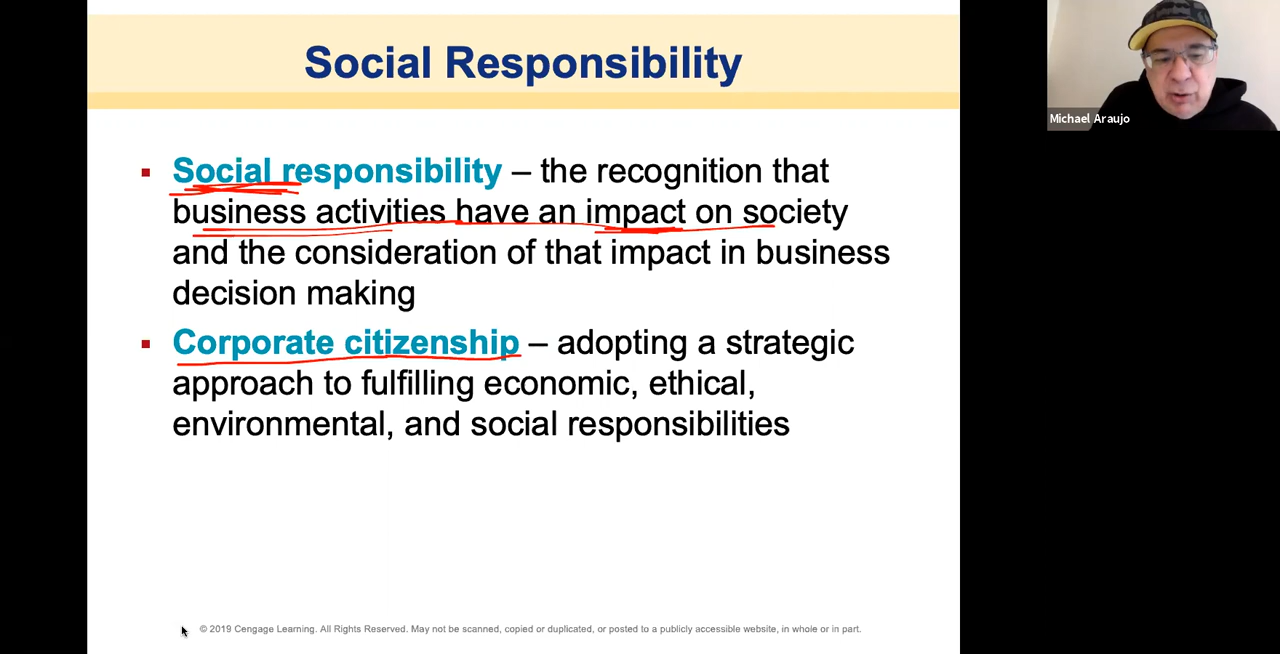 Social Responsibility
Michael Araujo
▪ Social responsibility – the recognition that
business activities have an impact on society
and the consideration of that impact in business
decision making
▪ Corporate citizenship – adopting a strategic
approach to fulfilling economic, ethical,
environmental, and social responsibilities
© 2019 Cengage Learning. All Rights Reserved. May not be scanned, copied or duplicated, or posted to a publicly accessible website, in whole or in part.